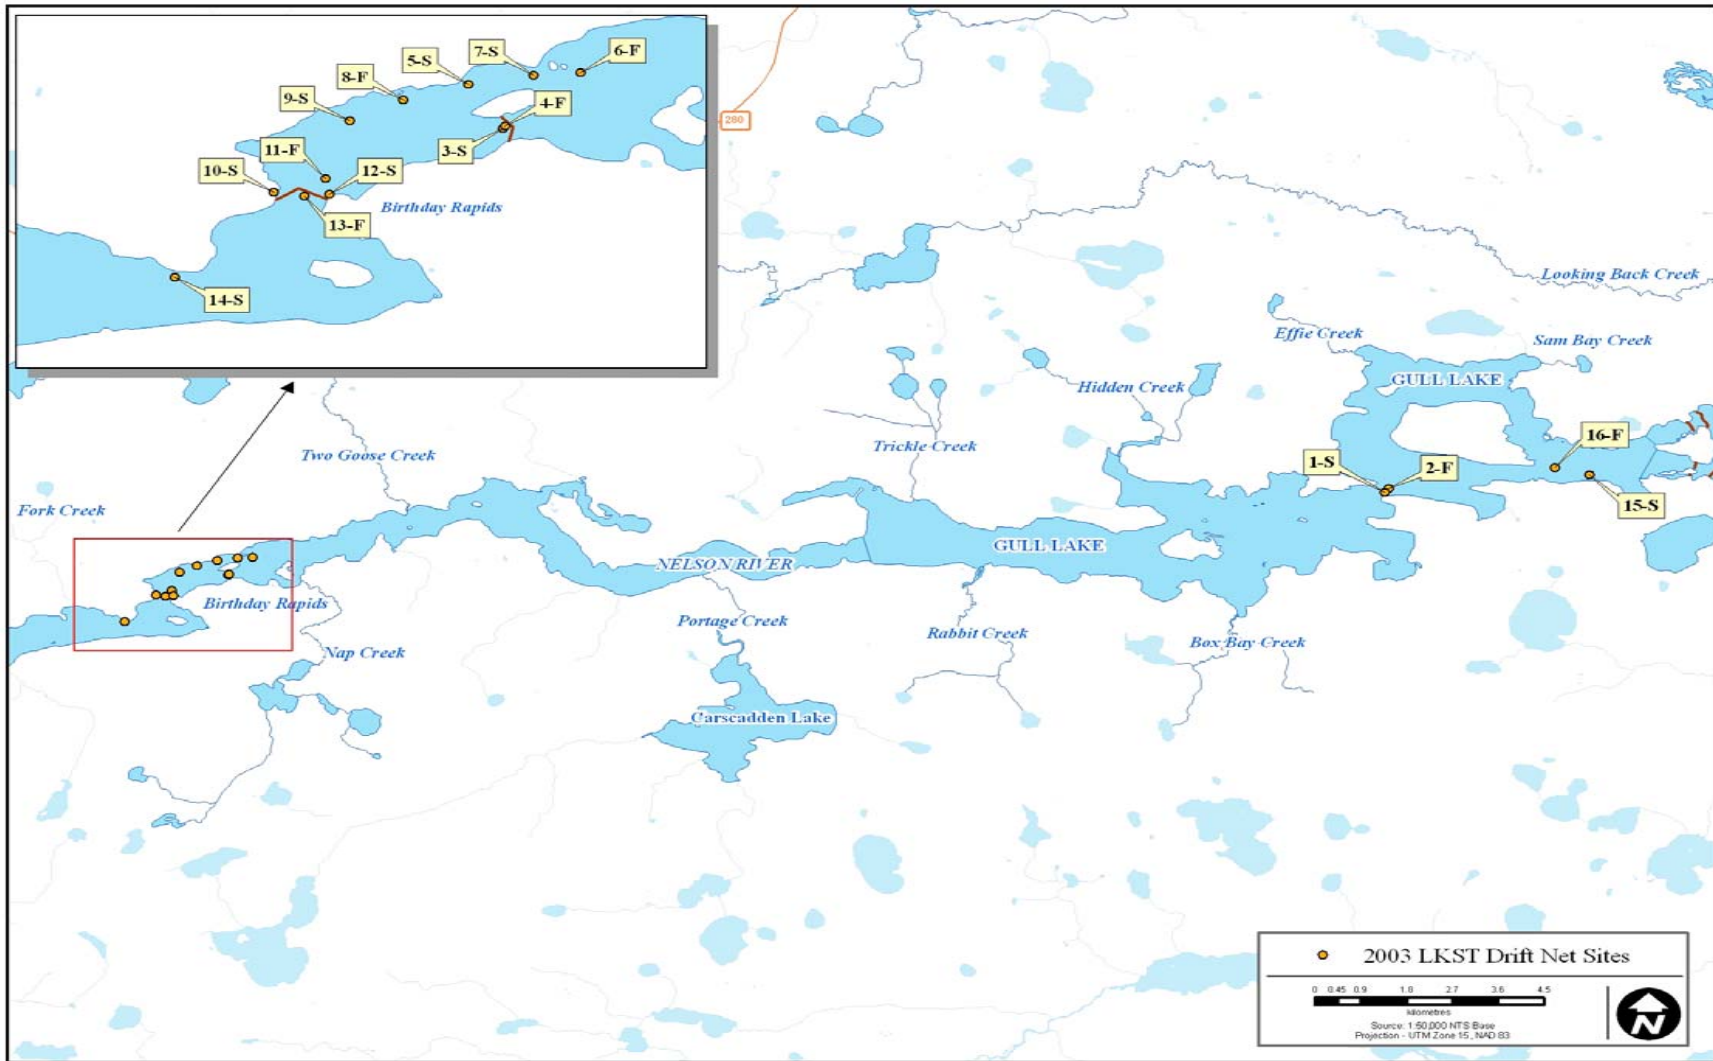 7-S
6-F
5-S
8-F
9-S
4-F
3-S
11-F
10-S
12-S
Birthday Rapids
13-F
14-S
280
Looking Back Creek
Effie Creek
Sam Bay Creek
GULL LAKE
Hidden Creek
Two Goose Creek
Trickle Creek
16-F
1-S
2-F
15-S
Fork Creek
GULL LAKE
NELSON RIVER
Birthday Rapids
Portage Creek
Rabbit Creek
Box Bay Creek
Nap Creek
Carscadden Lake
2003 LKST Drift Net Sites
0 0.45 0.9 1.8 2.7 3.6 4.5
kilometres
Source: 1:50,000 NTS Base
Projection - UTM Zone 15, NAD 83
N